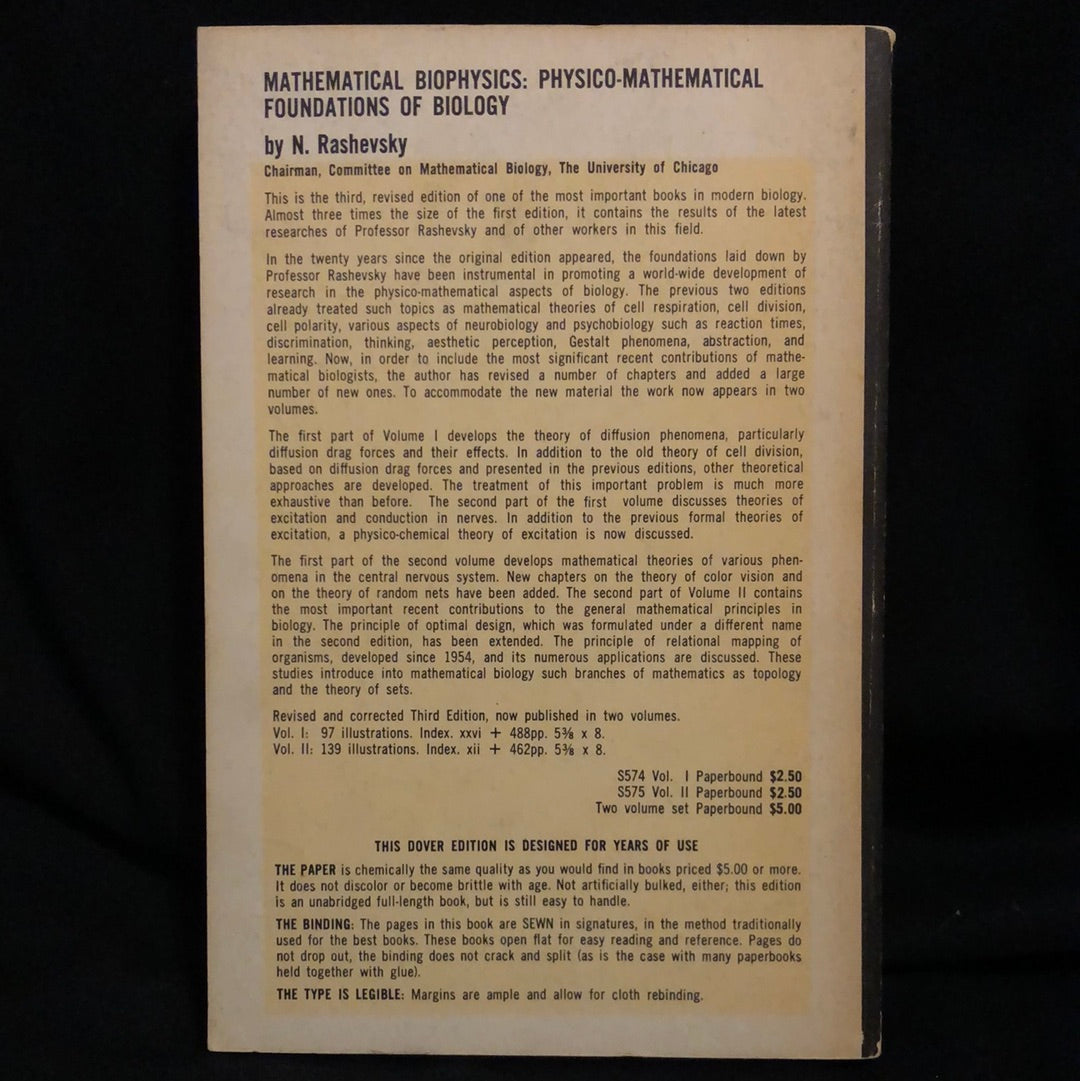 MATHEMATICAL BIOPHYSICS: PHYSICO-MATHEMATICAL
FOUNDATIONS OF BIOLOGY
by N. Rashevsky
Chairman, Committee on Mathematical Biology, The University of Chicago
This is the third, revised edition of one of the most important books in modern biology.
Almost three times the size of the first edition, it contains the results of the latest
researches of Professor Rashevsky and of other workers in this field.
In the twenty years since the original edition appeared, the foundations laid down by
Professor Rashevsky have been instrumental in promoting a world-wide development of
research in the physico-mathematical aspects of biology. The previous two editions
already treated such topics as mathematical theories of cell respiration, cell division,
cell polarity, various aspects of neurobiology and psychobiology such as reaction times,
discrimination, thinking, aesthetic perception, Gestalt phenomena, abstraction, and
learning. Now, in order to include the most significant recent contributions of mathe-
matical biologists, the author has revised a number of chapters and added a large
number of new ones. To accommodate the new material the work now appears in two
volumes.
The first part of Volume I develops the theory of diffusion phenomena, particularly
diffusion drag forces and their effects. In addition to the old theory of cell division,
based on diffusion drag forces and presented in the previous editions, other theoretical
approaches are developed. The treatment of this important problem is much more
exhaustive than before. The second part of the first volume discusses theories of
excitation and conduction in nerves. In addition to the previous formal theories of
excitation, a physico-chemical theory of excitation is now discussed.
The first part of the second volume develops mathematical theories of various phen-
omena in the central nervous system. New chapters on the theory of color vision and
on the theory of random nets have been added. The second part of Volume II contains
the most important recent contributions to the general mathematical principles in
biology. The principle of optimal design, which was formulated under a different name
in the second edition, has been extended. The principle of relational mapping of
organisms, developed since 1954, and its numerous applications are discussed. These
studies introduce into mathematical biology such branches of mathematics as topology
and the theory of sets.
Revised and corrected Third Edition, now published in two volumes.
Vol. I: 97 illustrations. Index. xxvi + 488pp. 5⅜ x 8.
Vol. II: 139 illustrations. Index. xii + 462pp. 5⅜ x 8.
S574 Vol. I Paperbound $2.50
S575 Vol. II Paperbound $2.50
Two volume set Paperbound $5.00
THIS DOVER EDITION IS DESIGNED FOR YEARS OF USE
THE PAPER is chemically the same quality as you would find in books priced $5.00 or more.
It does not discolor or become brittle with age. Not artificially bulked, either; this edition
is an unabridged full-length book, but is still easy to handle.
THE BINDING: The pages in this book are SEWN in signatures, in the method traditionally
used for the best books. These books open flat for easy reading and reference. Pages do
not drop out, the binding does not crack and split (as is the case with many paperbooks
held together with glue).
THE TYPE IS LEGIBLE: Margins are ample and allow for cloth rebinding.